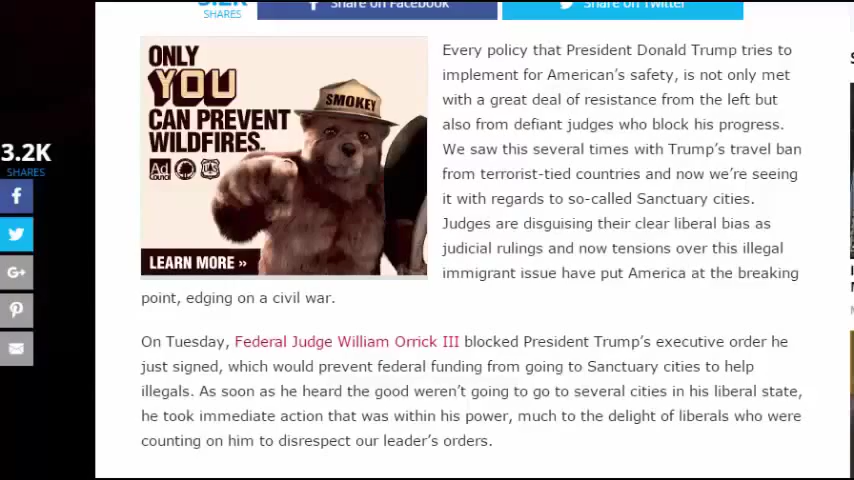 3.2K
SHARES
Share on Facebook
Share on Twitter
ONLY
YOU
CAN PREVENT
WILDFIRES.
SMOKEY
Ad
LEARN MORE »
3.2K
SHARES
f
G+
Every policy that President Donald Trump tries to
implement for American's safety, is not only met
with a great deal of resistance from the left but
also from defiant judges who block his progress.
We saw this several times with Trump's travel ban
from terrorist-tied countries and now we're seeing
it with regards to so-called Sanctuary cities.
Judges are disguising their clear liberal bias as
judicial rulings and now tensions over this illegal
immigrant issue have put America at the breaking
point, edging on a civil war.
On Tuesday, Federal Judge William Orrick III blocked President Trump's executive order he
just signed, which would prevent federal funding from going to Sanctuary cities to help
illegals. As soon as he heard the good weren't going to go to several cities in his liberal state,
he took immediate action that was within his power, much to the delight of liberals who were
counting on him to disrespect our leader's orders.